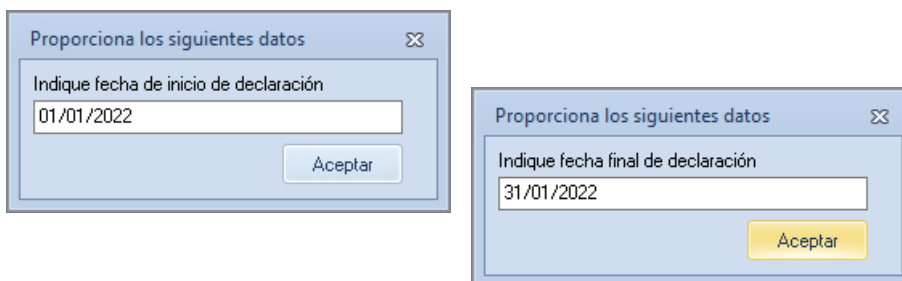 Proporciona los siguientes datos
Indique fecha de inicio de declaración
01/01/2022
Aceptar
Proporciona los siguientes datos
Indique fecha final de declaración
31/01/2022
Aceptar